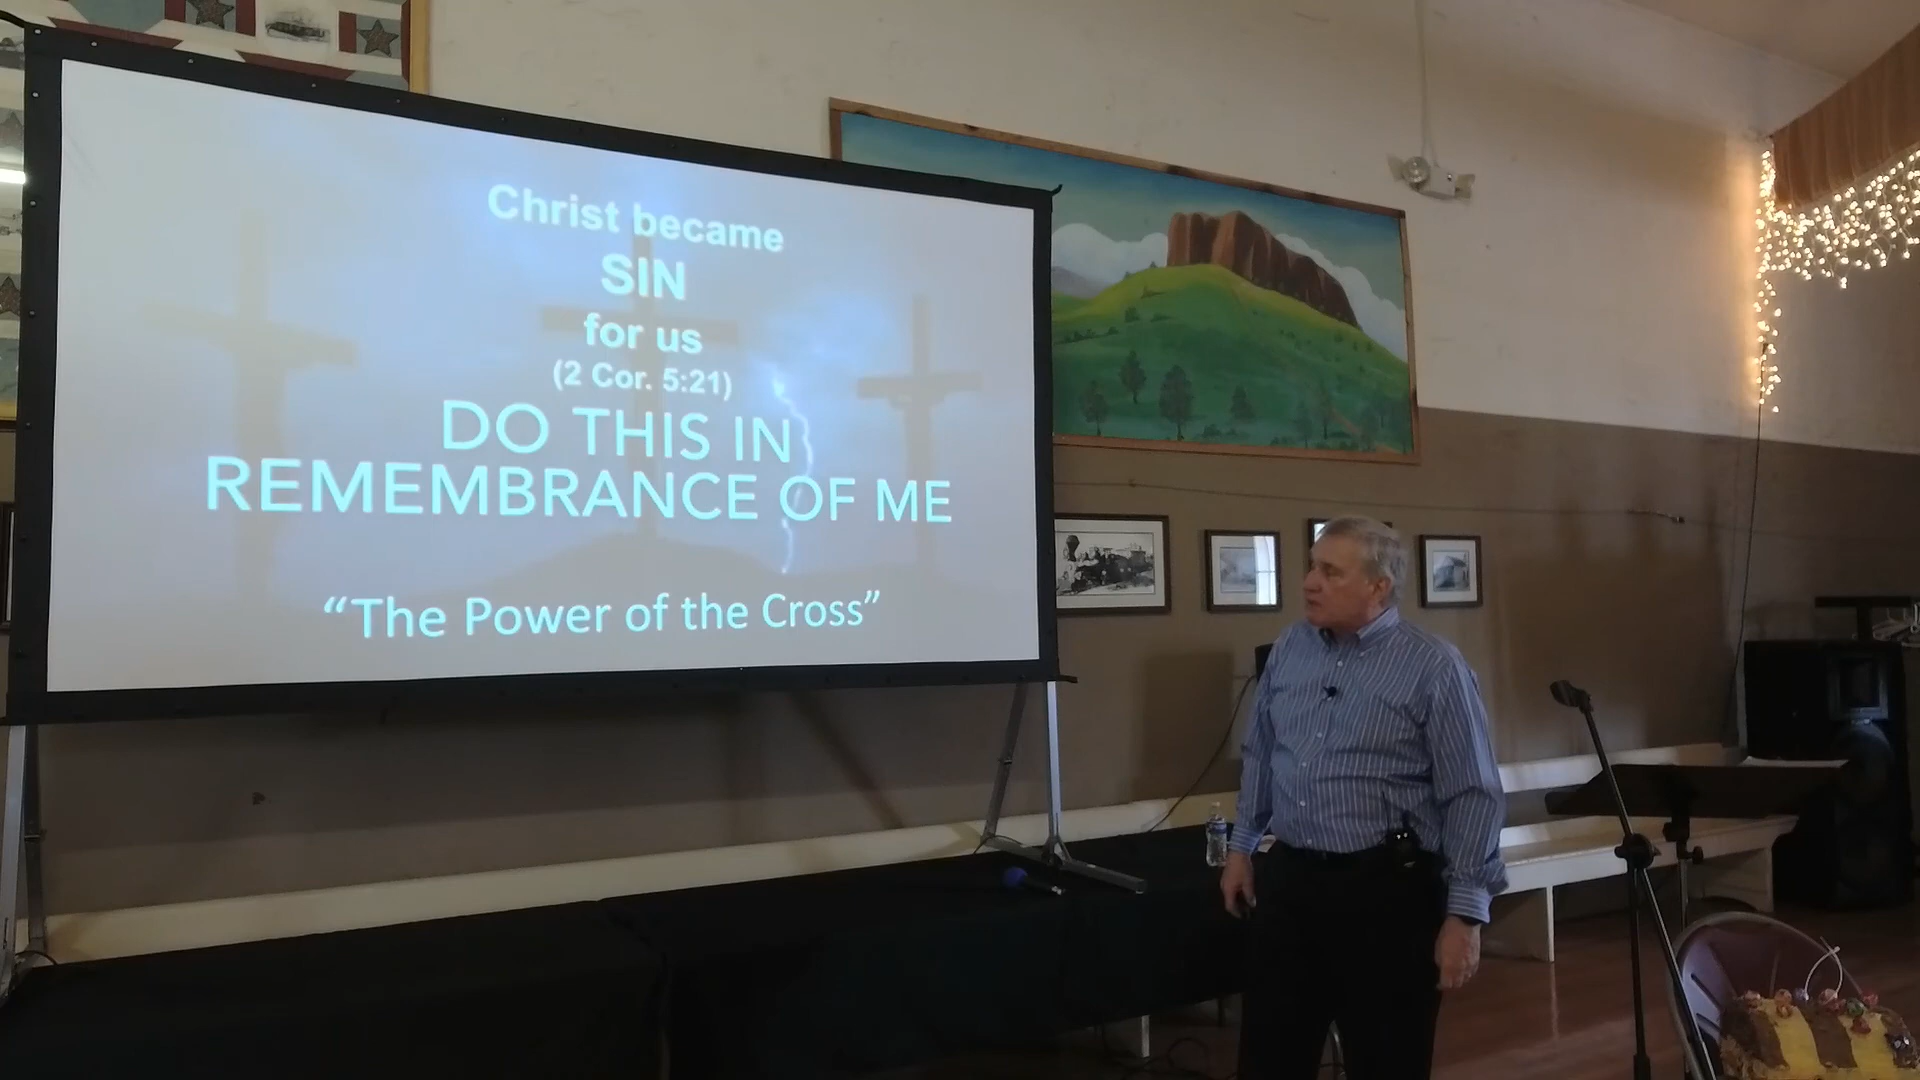 Christ became
SIN
for us
(2 Cor. 5:21)
DO THIS IN
REMEMBRANCE OF ME
“The Power of the Cross”